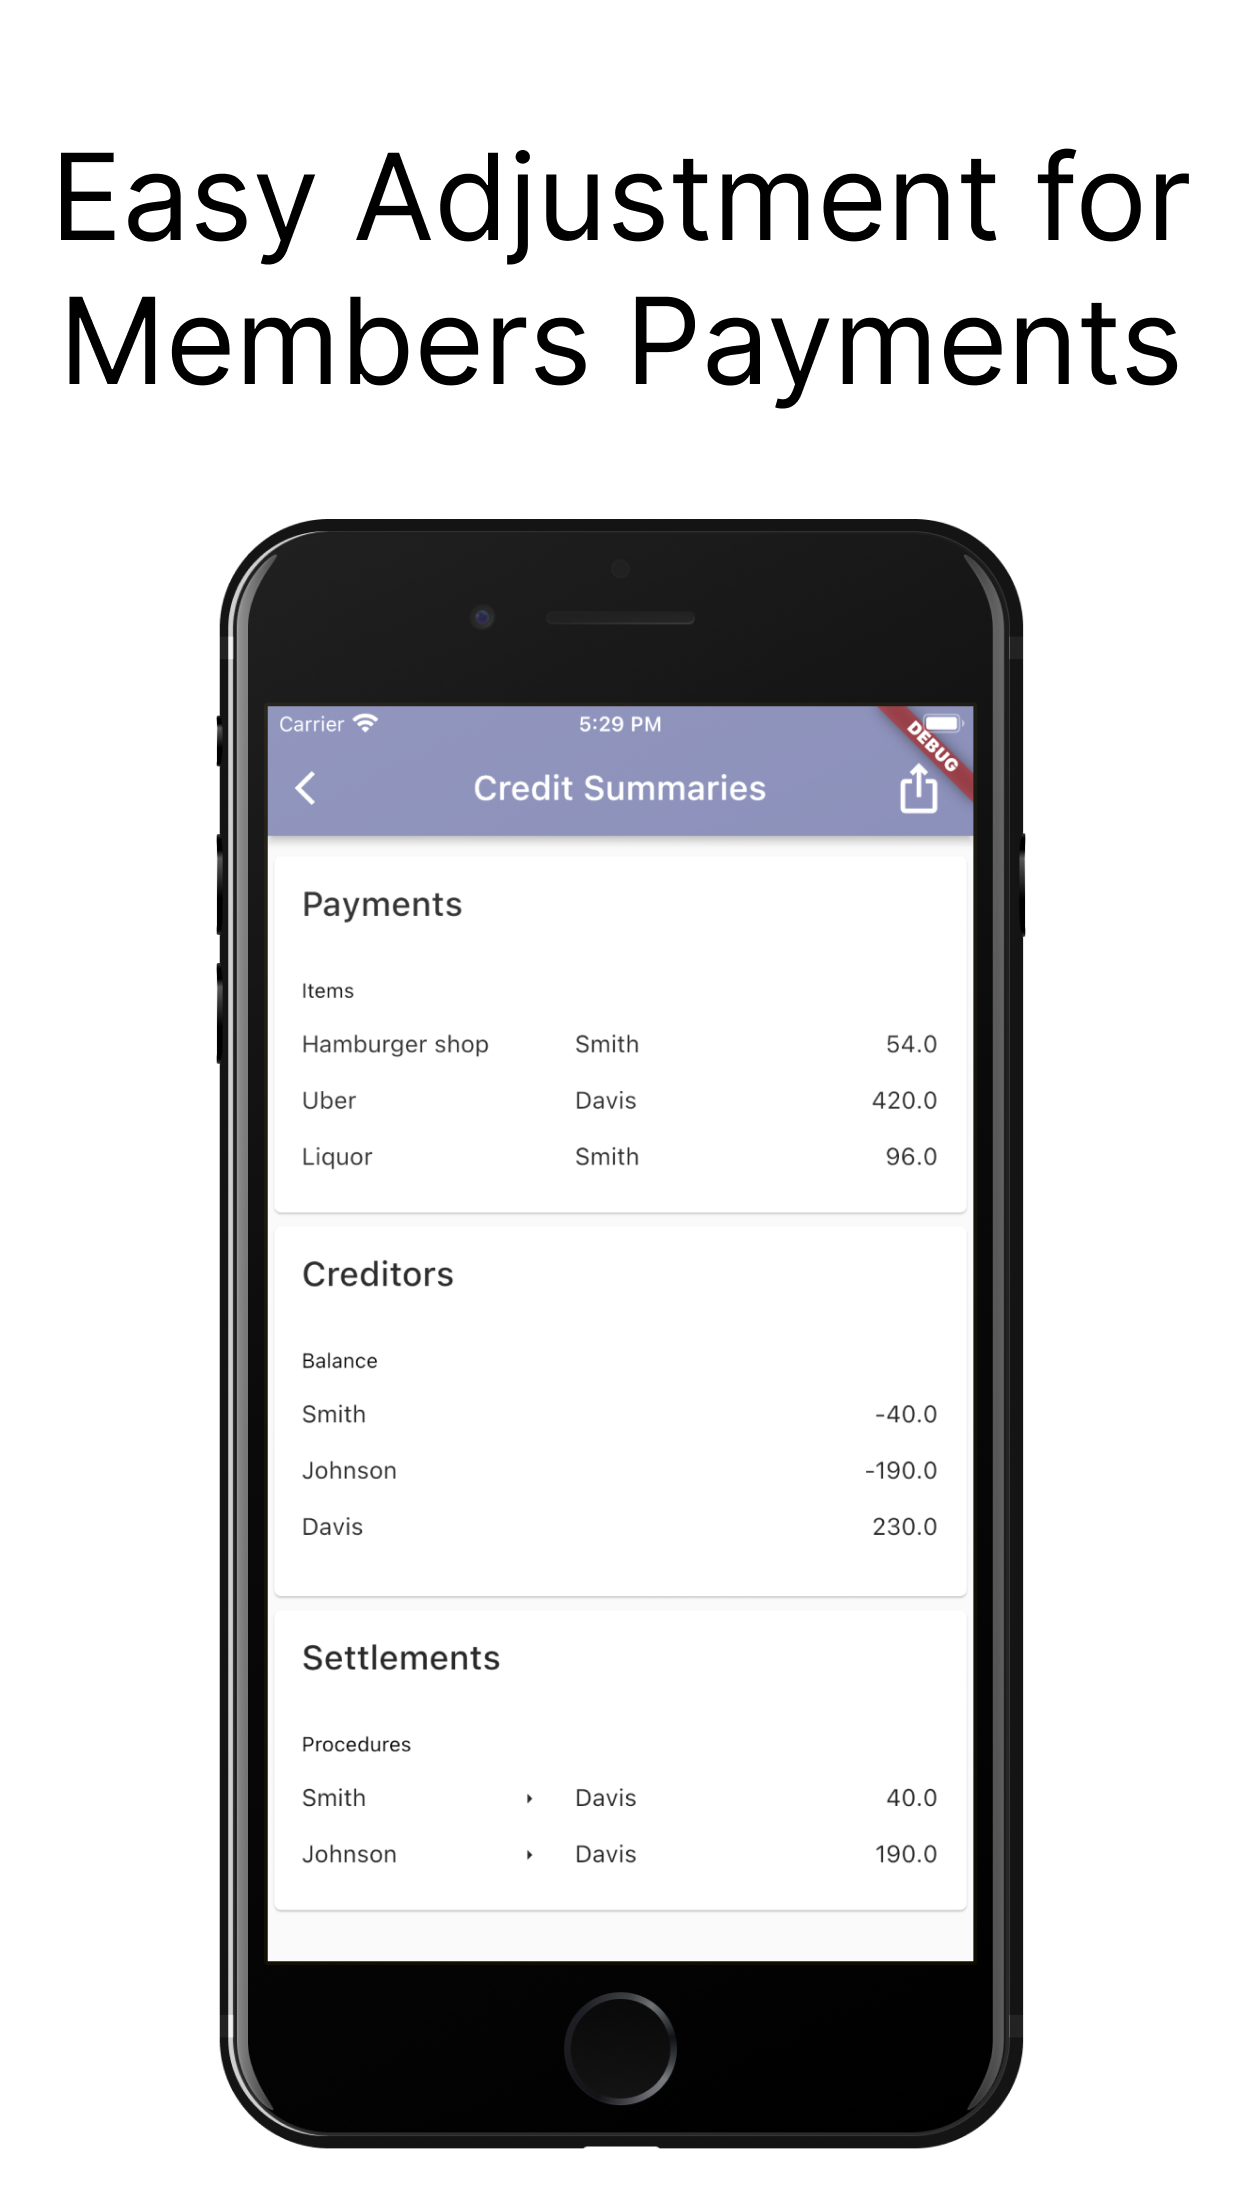 Easy Adjustment for
Members Payments
Carrier 5:29 PM
DEBUG
Credit Summaries
Payments
Items
Hamburger shop Smith 54.0
Uber Davis 420.0
Liquor Smith 96.0
Creditors
Balance
Smith -40.0
Johnson -190.0
Davis 230.0
Settlements
Procedures
Smith Davis 40.0
Johnson Davis 190.0